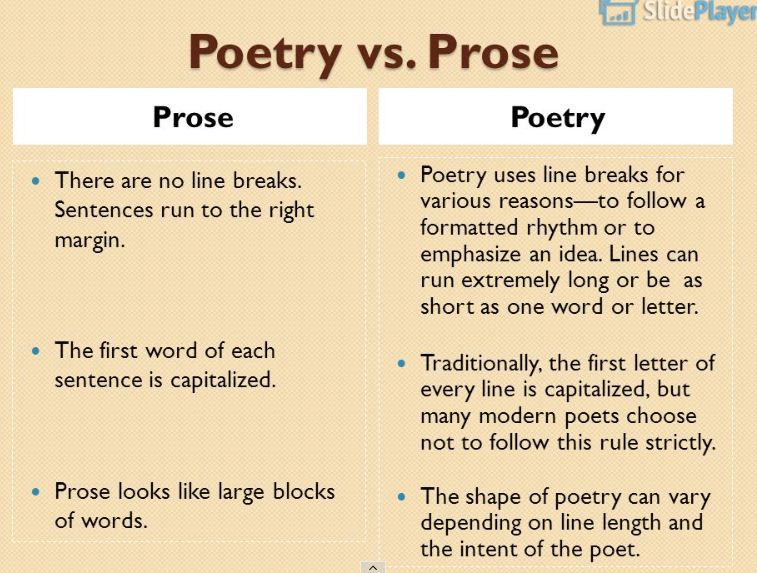 SlidePlayer
Poetry vs. Prose
Prose
There are no line breaks.
Sentences run to the right
margin.
The first word of each
sentence is capitalized.
Prose looks like large blocks
of words.
Poetry
Poetry uses line breaks for
various reasons—to follow a
formatted rhythm or to
emphasize an idea. Lines can
run extremely long or be  as
short as one word or letter.
Traditionally, the first letter of
every line is capitalized, but
many modern poets choose
not to follow this rule strictly.
The shape of poetry can vary
depending on line length and
the intent of the poet.